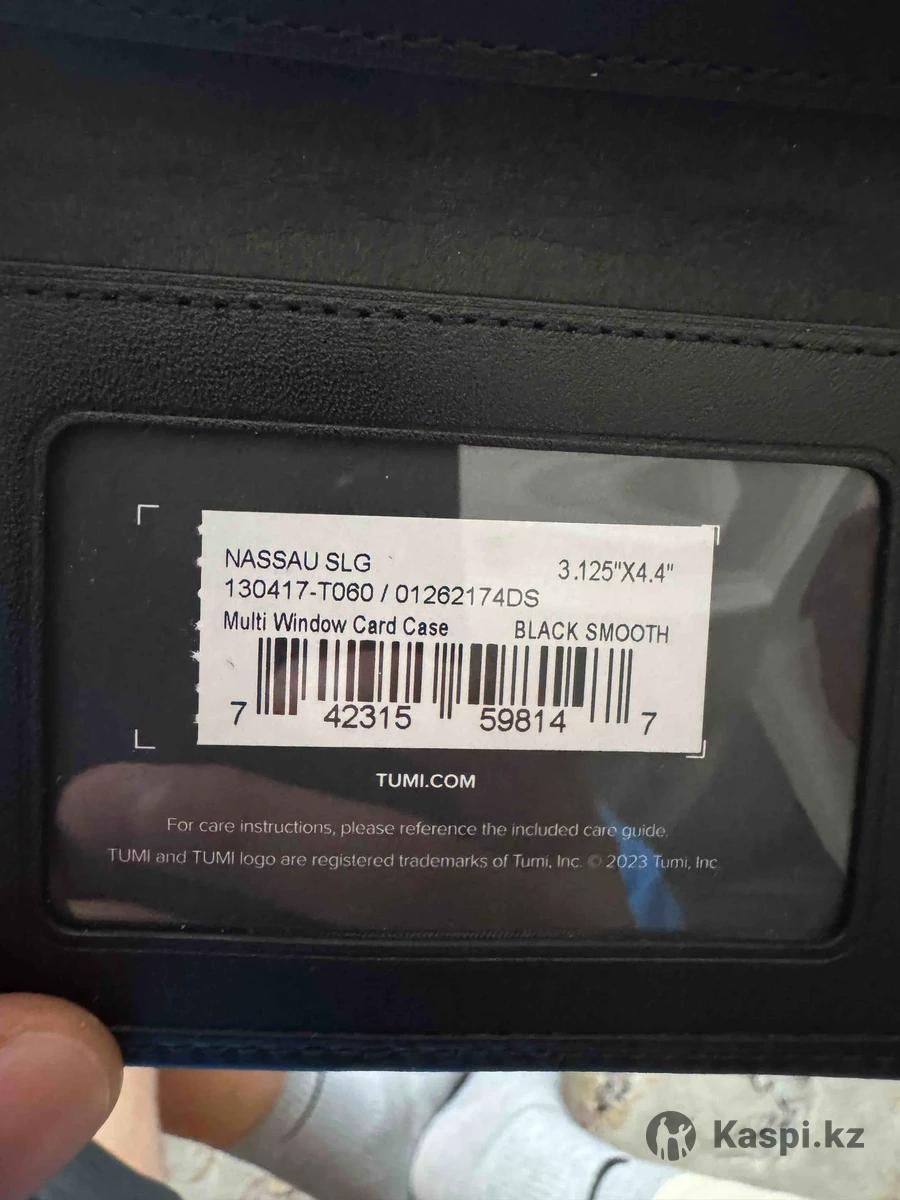 NASSAU SLG
3.125"X4.4"
130417-T060 / 01262174DS
Multi Window Card Case
BLACK SMOOTH
7 42315 59814 7
TUMI.COM
For care instructions, please reference the included care guide.
TUMI and TUMI logo are registered trademarks of Tumi, Inc. © 2023 Tumi, Inc.
Kaspi.kz